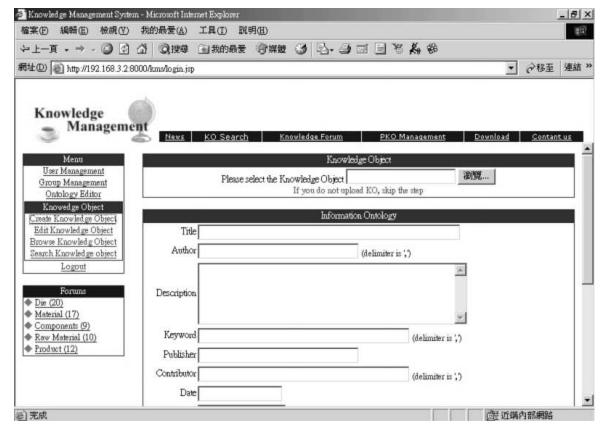 Knowledge Management System - Microsoft Internet Explorer
檔案(F) 編輯(E) 檢視(V) 我的最愛(A) 工具(T) 說明(H)
上一頁 搜尋 我的最愛 媒體
網址(D) http://192.168.3.2:8000/kms/login.jsp 移至 連結 »
Knowledge
Management
News KO Search Knowledge Forum PKO Management Download Contant us
Menu
User Management
Group Management
Ontology Editor
Knowedge Object
Create Knowledge Object
Edit Knowledge Object
Browse Knowledg Object
Search Knowledge object
Logout
Forums
Die (20)
Material (17)
Components (9)
Raw Material (10)
Product (12)
Knowledge Object
Please select the Knowledge Object 瀏覽...
If you do not upload KO, skip the step
Information Ontology
Title
Author (delimiter is ';')
Description
Keyword (delimiter is ';')
Publisher
Contributor (delimiter is ';')
Date
完成 近端內部網路